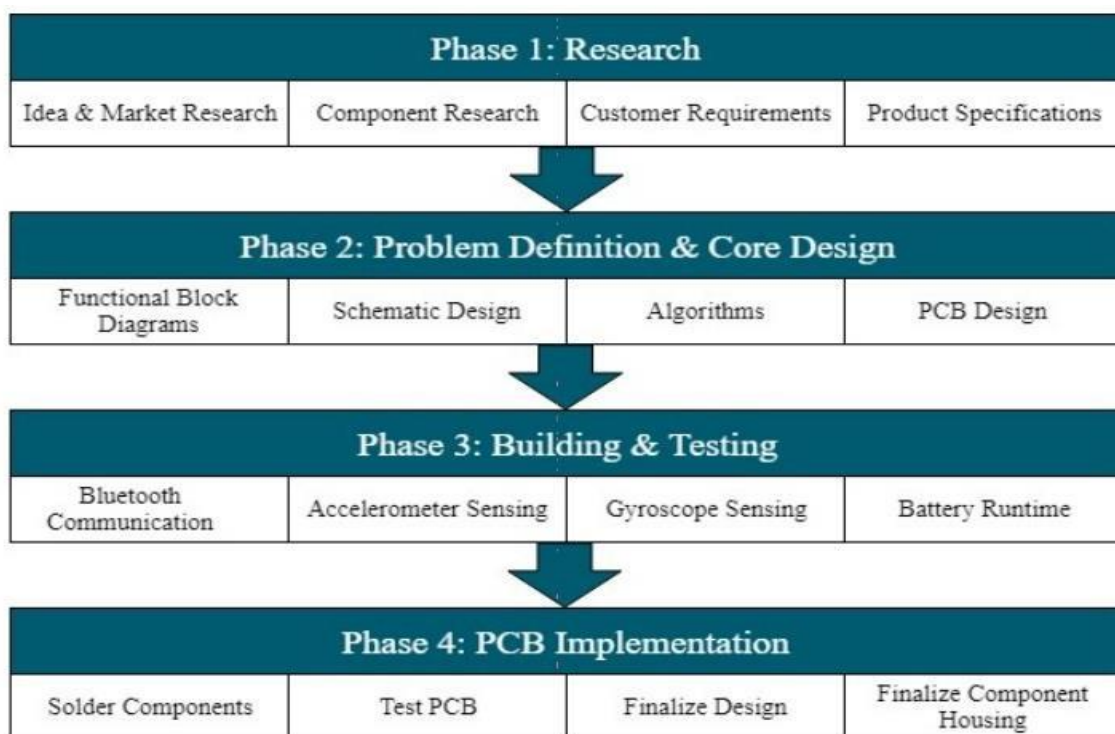 Phase 1: Research
Idea & Market Research
Component Research
Customer Requirements
Product Specifications
Phase 2: Problem Definition & Core Design
Functional Block
Diagrams
Schematic Design
Algorithms
PCB Design
Phase 3: Building & Testing
Bluetooth
Communication
Accelerometer Sensing
Gyroscope Sensing
Battery Runtime
Phase 4: PCB Implementation
Solder Components
Test PCB
Finalize Design
Finalize Component
Housing